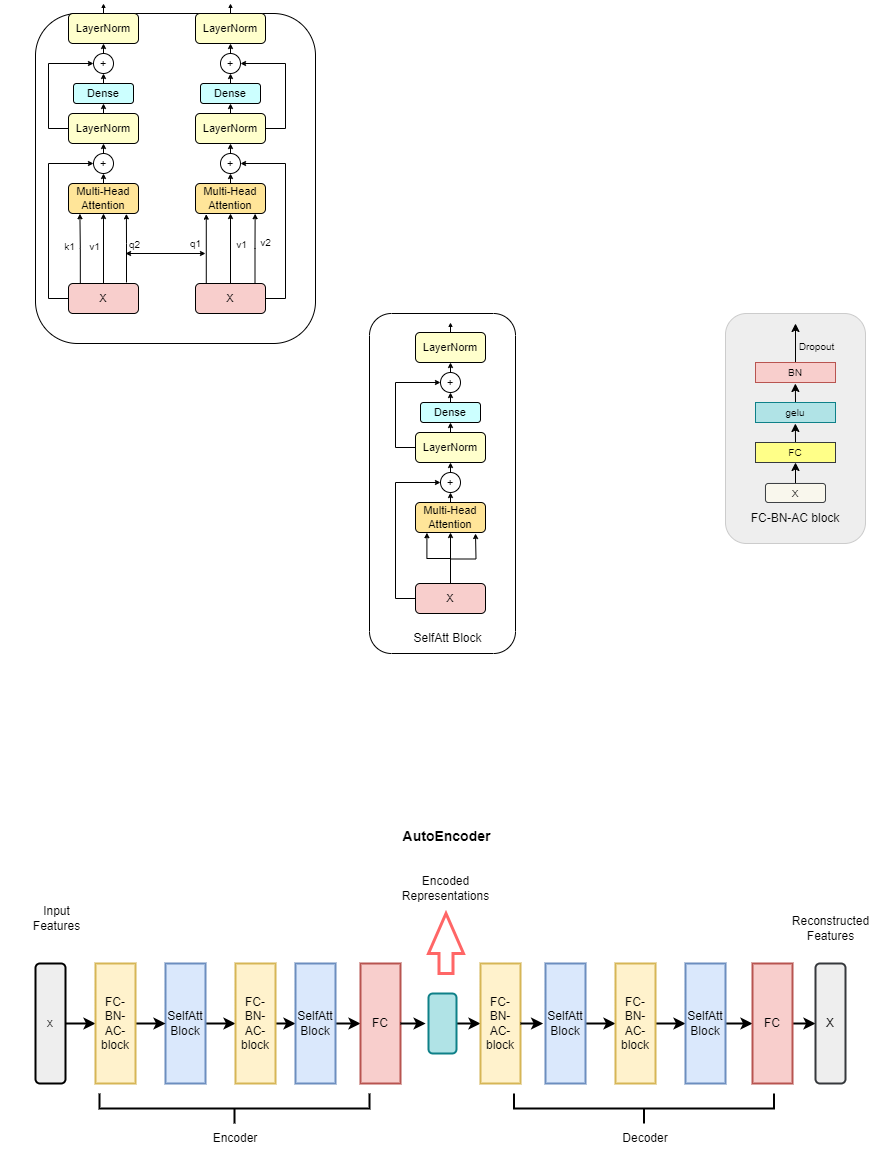 LayerNorm
LayerNorm
+
+
Dense
Dense
LayerNorm
LayerNorm
+
+
Multi-Head
Attention
Multi-Head
Attention
k1
v1
q2
q1
v1
v2
X
X
LayerNorm
+
Dense
LayerNorm
+
Multi-Head
Attention
X
SelfAtt Block
Dropout
BN
gelu
FC
X
FC-BN-AC block
AutoEncoder
Encoded
Representations
Input
Features
Reconstructed
Features
x
FC-
BN-
AC-
block
SelfAtt
Block
FC-
BN-
AC-
block
SelfAtt
Block
FC
FC-
BN-
AC-
block
SelfAtt
Block
FC-
BN-
AC-
block
SelfAtt
Block
FC
X
Encoder
Decoder